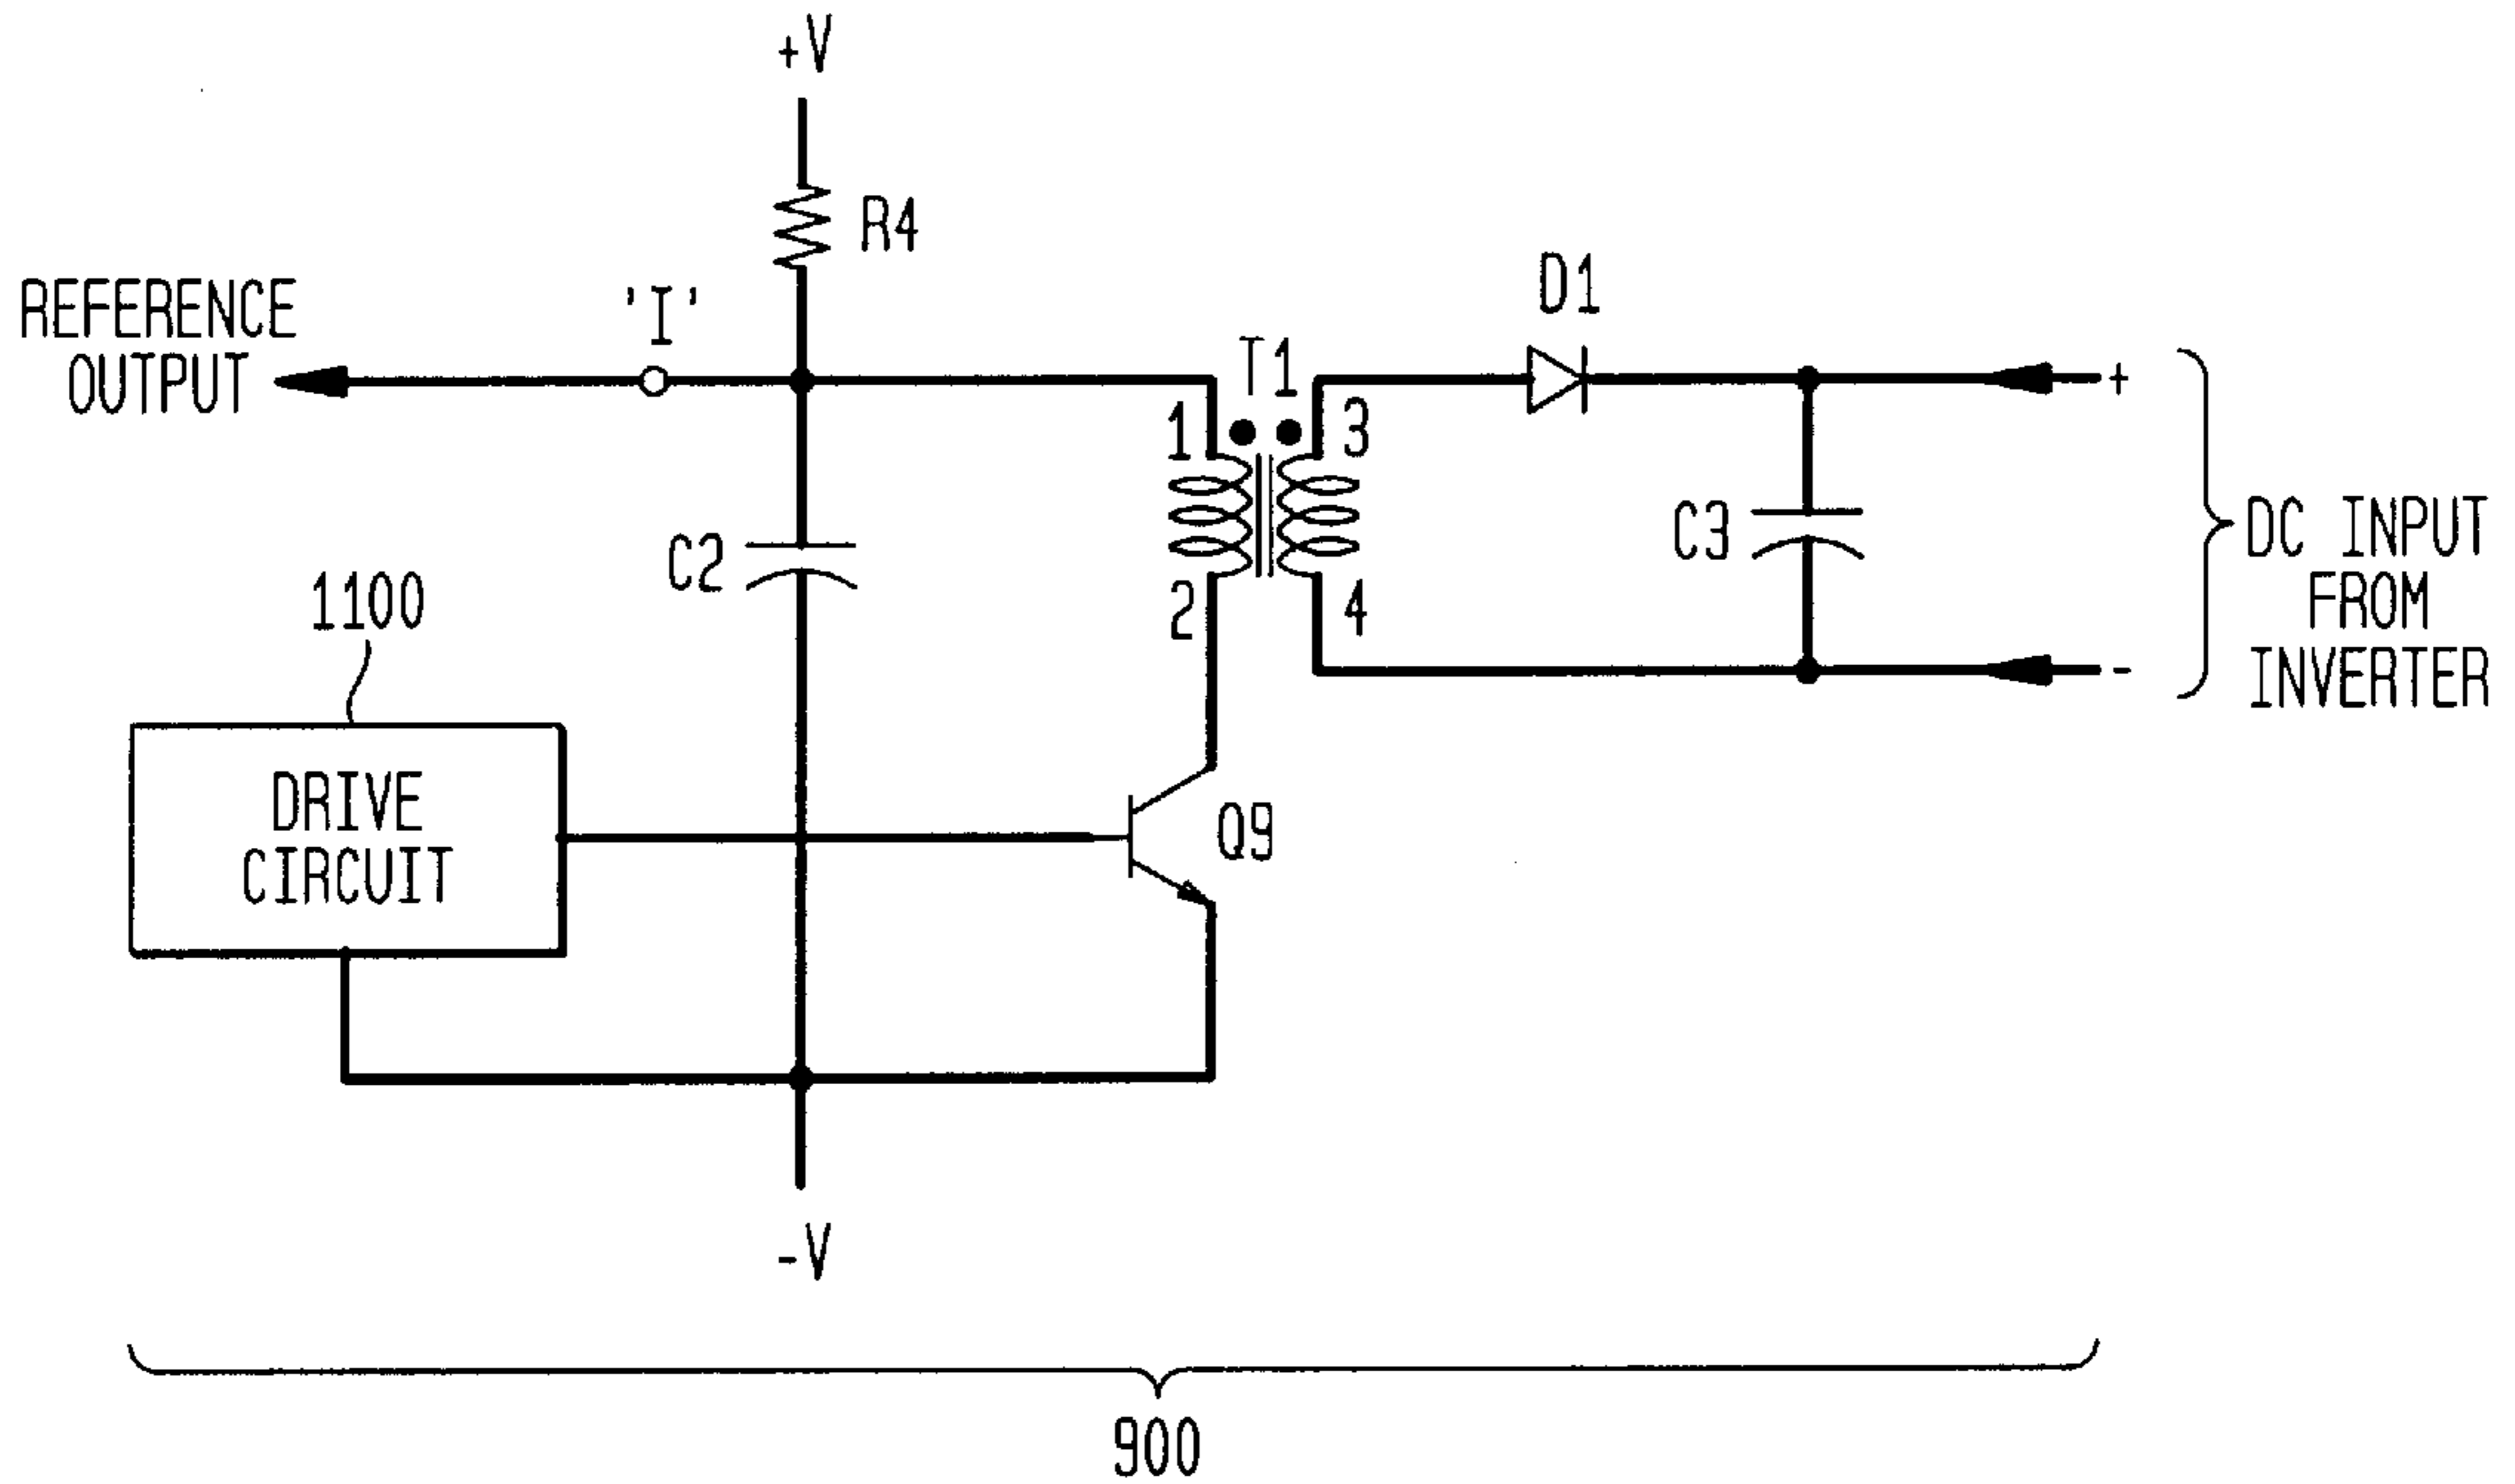 +V
R4
REFERENCE
OUTPUT
'I'
T1
D1
1
3
+
C2
2
4
C3
-
DC INPUT
FROM
INVERTER
1100
DRIVE
CIRCUIT
Q9
-V
900